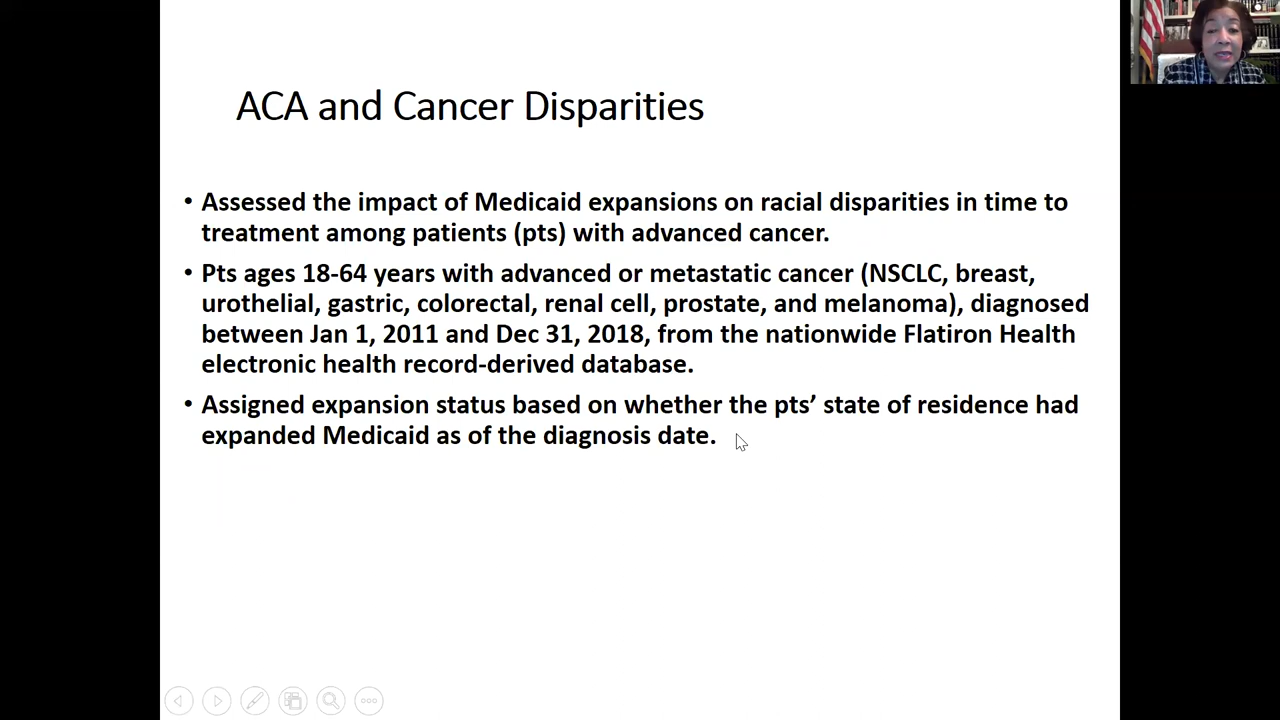 ACA and Cancer Disparities
• Assessed the impact of Medicaid expansions on racial disparities in time to
treatment among patients (pts) with advanced cancer.
• Pts ages 18-64 years with advanced or metastatic cancer (NSCLC, breast,
urothelial, gastric, colorectal, renal cell, prostate, and melanoma), diagnosed
between Jan 1, 2011 and Dec 31, 2018, from the nationwide Flatiron Health
electronic health record-derived database.
• Assigned expansion status based on whether the pts’ state of residence had
expanded Medicaid as of the diagnosis date.